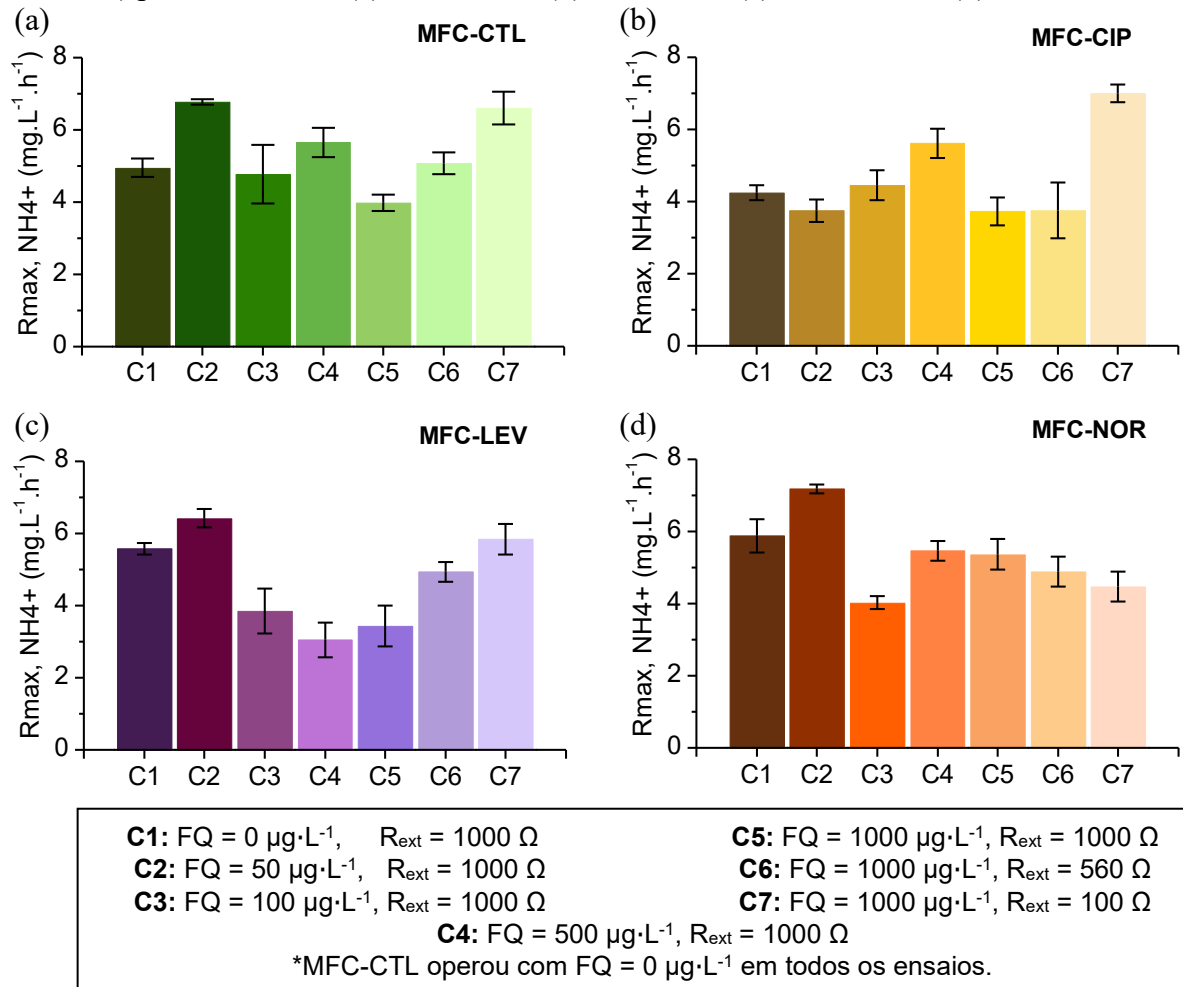 (a)
MFC-CTL
Rmax, NH4+ (mg.L-1.h-1)
8
6
4
2
0
C1 C2 C3 C4 C5 C6 C7
(b)
MFC-CIP
Rmax, NH4+ (mg.L-1.h-1)
8
6
4
2
0
C1 C2 C3 C4 C5 C6 C7
(c)
MFC-LEV
Rmax, NH4+ (mg.L-1.h-1)
8
6
4
2
0
C1 C2 C3 C4 C5 C6 C7
(d)
MFC-NOR
Rmax, NH4+ (mg.L-1.h-1)
8
6
4
2
0
C1 C2 C3 C4 C5 C6 C7
C1: FQ = 0 µg·L-1, Rext = 1000 Ω
C2: FQ = 50 µg·L-1, Rext = 1000 Ω
C3: FQ = 100 µg·L-1, Rext = 1000 Ω
C5: FQ = 1000 µg·L-1, Rext = 1000 Ω
C6: FQ = 1000 µg·L-1, Rext = 560 Ω
C7: FQ = 1000 µg·L-1, Rext = 100 Ω
C4: FQ = 500 µg·L-1, Rext = 1000 Ω
*MFC-CTL operou com FQ = 0 µg·L-1 em todos os ensaios.